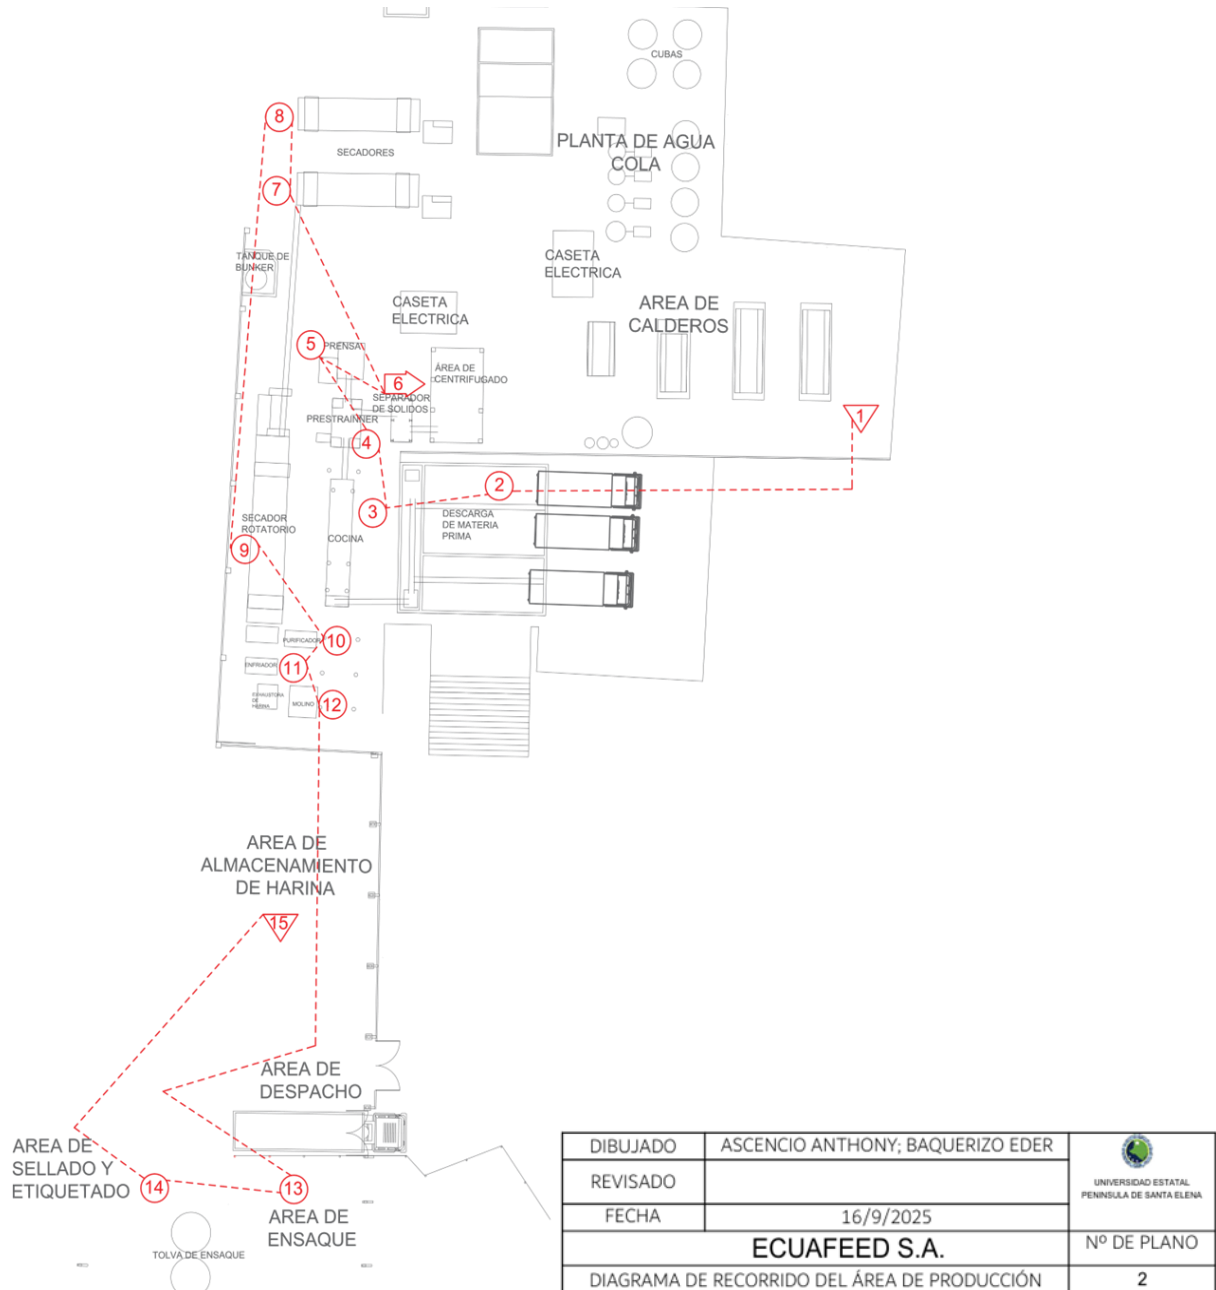 CUBAS
8
SECADORES
PLANTA DE AGUA
COLA
7
TANQUE DE
BUNKER
CASETA
ELECTRICA
CASETA
ELECTRICA
AREA DE
CALDEROS
5
PRENSA
6
ÁREA DE
CENTRIFUGADO
SEPARADOR
DE SOLIDOS
PRESTRAINNER
4
1
2
3
DESCARGA
DE MATERIA
PRIMA
SECADOR
ROTATORIO
COCINA
9
PURIFICADOR
10
ENFRIADOR
11
EXHAUSTORA
DE
HARINA
MOLINO
12
AREA DE
ALMACENAMIENTO
DE HARINA
15
AREA DE
DESPACHO
AREA DE
SELLADO Y
ETIQUETADO
14
13
AREA DE
ENSAQUE
TOLVA DE ENSAQUE
DIBUJADO ASCENCIO ANTHONY; BAQUERIZO EDER
REVISADO
FECHA 16/9/2025
UNIVERSIDAD ESTATAL
PENINSULA DE SANTA ELENA
ECUAFEED S.A.
Nº DE PLANO
DIAGRAMA DE RECORRIDO DEL ÁREA DE PRODUCCIÓN
2